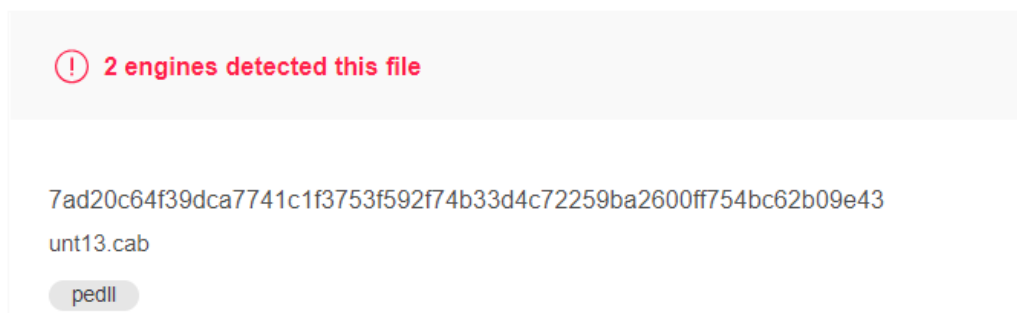 2 engines detected this file
7ad20c64f39dca7741c1f3753f592f74b33d4c72259ba2600ff754bc62b09e43
unt13.cab
pedll